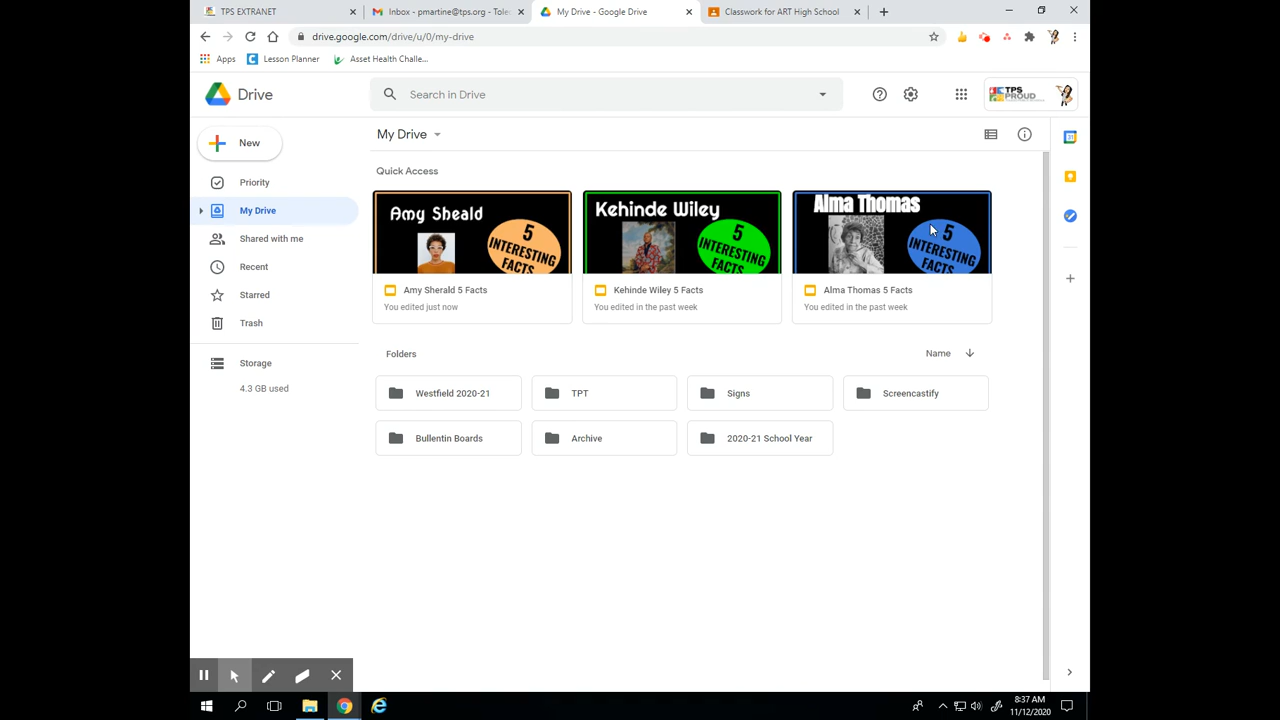 TPS EXTRANET
Inbox - pmartine@tps.org - Tole
My Drive - Google Drive
Classwork for ART High School
drive.google.com/drive/u/0/my-drive
Apps
Lesson Planner
Asset Health Challe...
Drive
Search in Drive
TPS
PROUD
New
My Drive
Priority
Quick Access
My Drive
Shared with me
Recent
Starred
Trash
Storage
4.3 GB used
Amy Sheald
5
INTERESTING
FACTS
Kehinde Wiley
5
INTERESTING
FACTS
Alma Thomas
5
INTERESTING
FACTS
Amy Sherald 5 Facts
Kehinde Wiley 5 Facts
Alma Thomas 5 Facts
You edited just now
You edited in the past week
You edited in the past week
Folders
Name
Westfield 2020-21
TPT
Signs
Screencastify
Bullentin Boards
Archive
2020-21 School Year
31
8:37 AM
11/12/2020